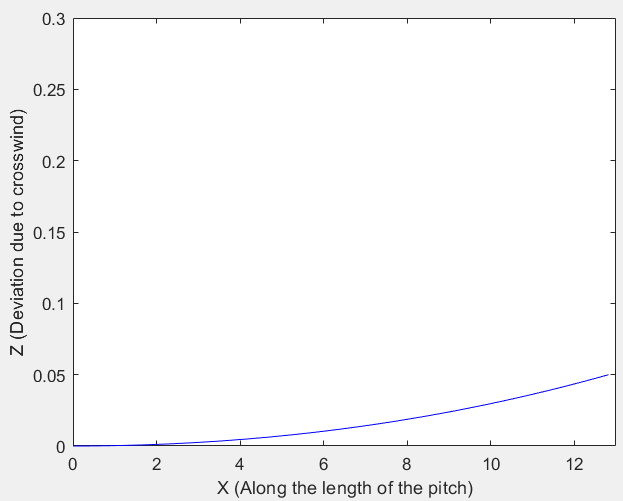 0.3
0.25
0.2
0.15
0.1
0.05
0
0 2 4 6 8 10 12
Z (Deviation due to crosswind)
X (Along the length of the pitch)